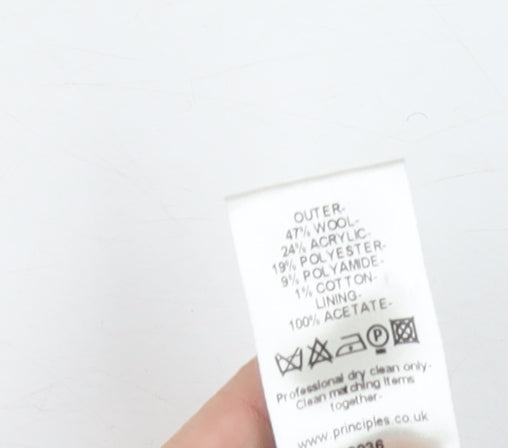 OUTER-
47% WOOL-
24% ACRYLIC-
19% POLYESTER-
9% POLYAMIDE-
1% COTTON-
LINING-
100% ACETATE-
P
Professional dry clean only-
Clean matching items
together-
www.principles.co.uk